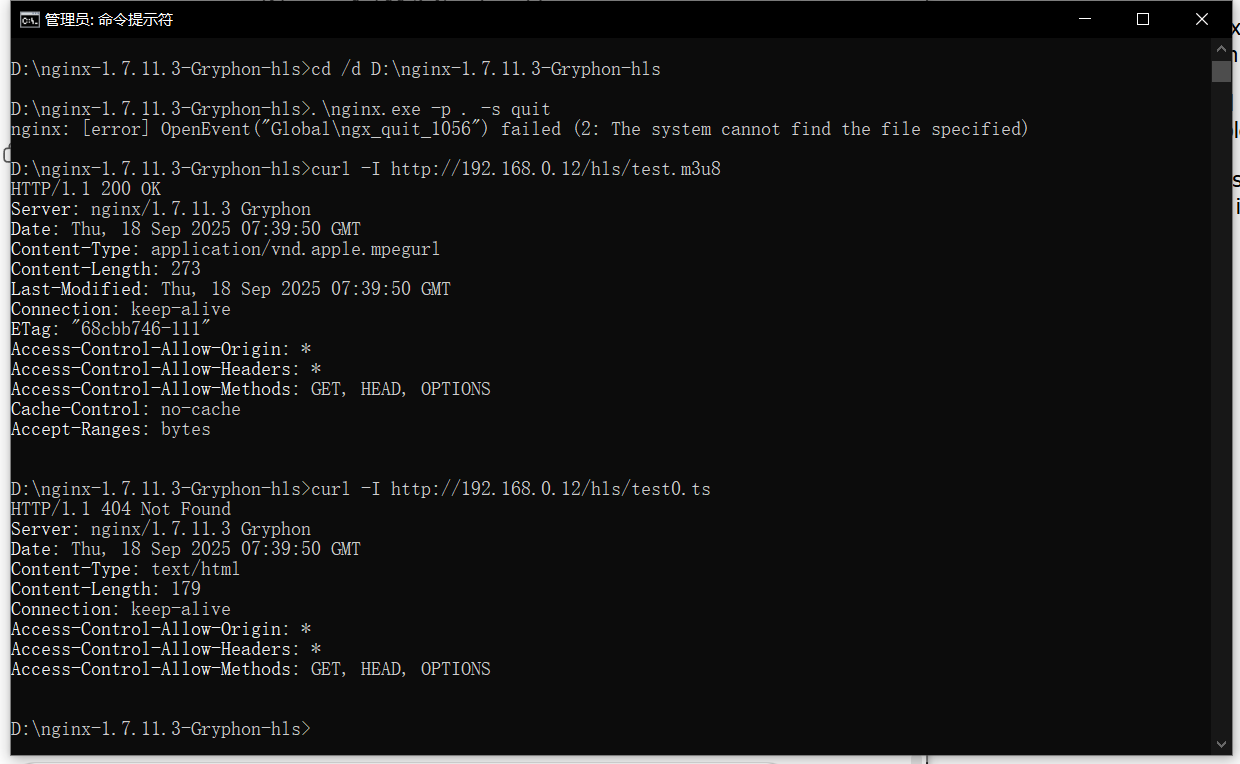 管理员: 命令提示符
D:\nginx-1.7.11.3-Gryphon-hls>cd /d D:\nginx-1.7.11.3-Gryphon-hls
D:\nginx-1.7.11.3-Gryphon-hls>.\nginx.exe -p . -s quit
nginx: [error] OpenEvent("Global\ngx_quit_1056") failed (2: The system cannot find the file specified)
D:\nginx-1.7.11.3-Gryphon-hls>curl -I http://192.168.0.12/hls/test.m3u8
HTTP/1.1 200 OK
Server: nginx/1.7.11.3 Gryphon
Date: Thu, 18 Sep 2025 07:39:50 GMT
Content-Type: application/vnd.apple.mpegurl
Content-Length: 273
Last-Modified: Thu, 18 Sep 2025 07:39:50 GMT
Connection: keep-alive
ETag: "68cbb746-111"
Access-Control-Allow-Origin: *
Access-Control-Allow-Headers: *
Access-Control-Allow-Methods: GET, HEAD, OPTIONS
Cache-Control: no-cache
Accept-Ranges: bytes
D:\nginx-1.7.11.3-Gryphon-hls>curl -I http://192.168.0.12/hls/test0.ts
HTTP/1.1 404 Not Found
Server: nginx/1.7.11.3 Gryphon
Date: Thu, 18 Sep 2025 07:39:50 GMT
Content-Type: text/html
Content-Length: 179
Connection: keep-alive
Access-Control-Allow-Origin: *
Access-Control-Allow-Headers: *
Access-Control-Allow-Methods: GET, HEAD, OPTIONS
D:\nginx-1.7.11.3-Gryphon-hls>